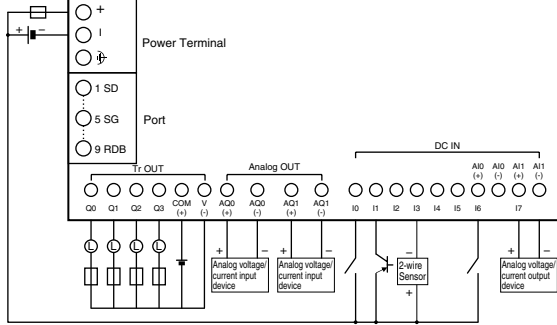 +
+ −
|
Power Terminal
1 SD
5 SG
Port
9 RDB
Tr OUT
Analog OUT
DC IN
AI0 AI0 AI1 AI1
(+) (-) (+) (-)
Q0 Q1 Q2 Q3 COM V AQ0 AQ0 AQ1 AQ1 I0 I1 I2 I3 I4 I5 I6 I7
(+) (-) (+) (-) (+) (-)
L L L L
+ − + − − + −
Analog voltage/ Analog voltage/ 2-wire Analog voltage/
current input current input Sensor current output
device device device
+